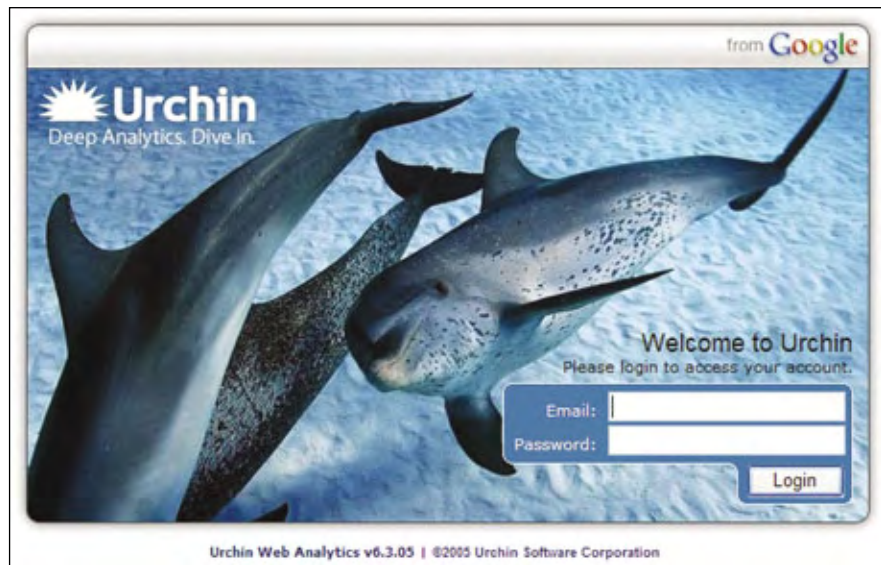 from Google
Urchin
Deep Analytics. Dive In.
Welcome to Urchin
Please login to access your account.
Email:
Password:
Login
Urchin Web Analytics v6.3.05 | ©2005 Urchin Software Corporation